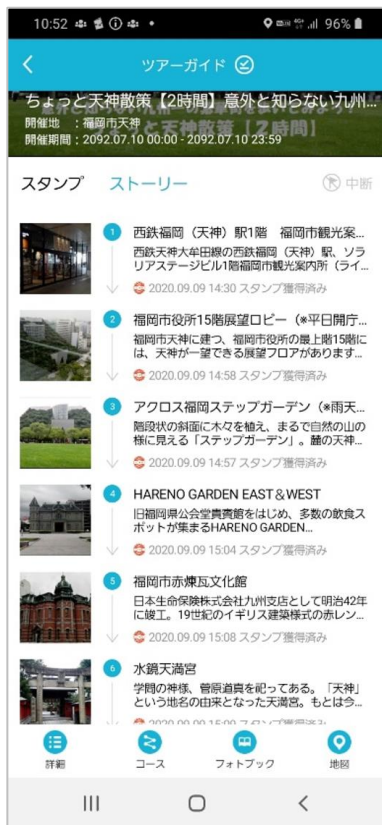 10:52
96%
ツアーガイド
ちょっと天神散策【2時間】意外と知らない九州...
開催地 : 福岡市天神
開催期間 : 2092.07.10 00:00 - 2092.07.10 23:59
スタンプ
ストーリー
中断
1
西鉄福岡（天神）駅1階 福岡市観光案...
西鉄天神大牟田線の西鉄福岡（天神）駅、ソラ
リアステージビル1階福岡市観光案内所（ライ...
2020.09.09 14:30 スタンプ獲得済み
2
福岡市役所15階展望ロビー（※平日開庁...
福岡市天神に建つ、福岡市役所の最上階15階に
は、天神が一望できる展望フロアがあります...
2020.09.09 14:58 スタンプ獲得済み
3
アクロス福岡ステップガーデン（※雨天...
階段状の斜面に木々を植え、まるで自然の山の
様に見える「ステップガーデン」。麓の天神...
2020.09.09 14:57 スタンプ獲得済み
4
HARENO GARDEN EAST＆WEST
旧福岡県公会堂貴賓館をはじめ、多数の飲食ス
ポットが集まるHARENO GARDEN...
2020.09.09 15:04 スタンプ獲得済み
5
福岡市赤煉瓦文化館
日本生命保険株式会社九州支店として明治42年
に竣工。19世紀のイギリス建築様式の赤レン...
2020.09.09 15:08 スタンプ獲得済み
6
水鏡天満宮
学問の神様、菅原道真を祀ってある。「天神」
という地名の由来となった天満宮。もとは今...
詳細
コース
フォトブック
地図